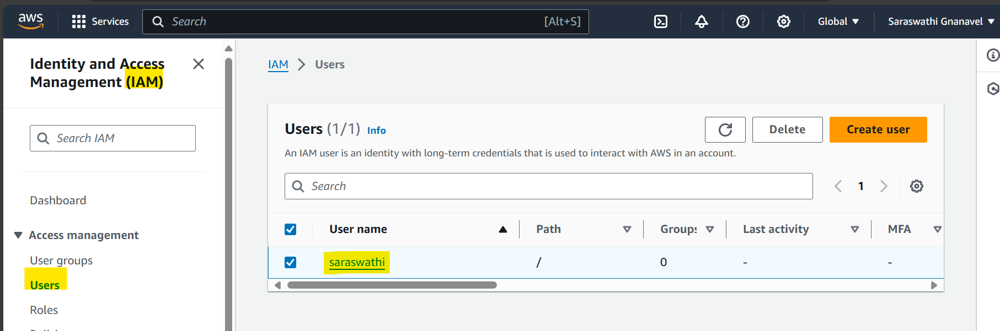 aws Services Search [Alt+S] Global Saraswathi Gnanavel
Identity and Access
Management (IAM)
Search IAM
Dashboard
Access management
User groups
Users
Roles
IAM Users
Users (1/1) Info
Delete
Create user
An IAM user is an identity with long-term credentials that is used to interact with AWS in an account.
Search
1
User name Path Groups Last activity MFA
saraswathi / 0 - -